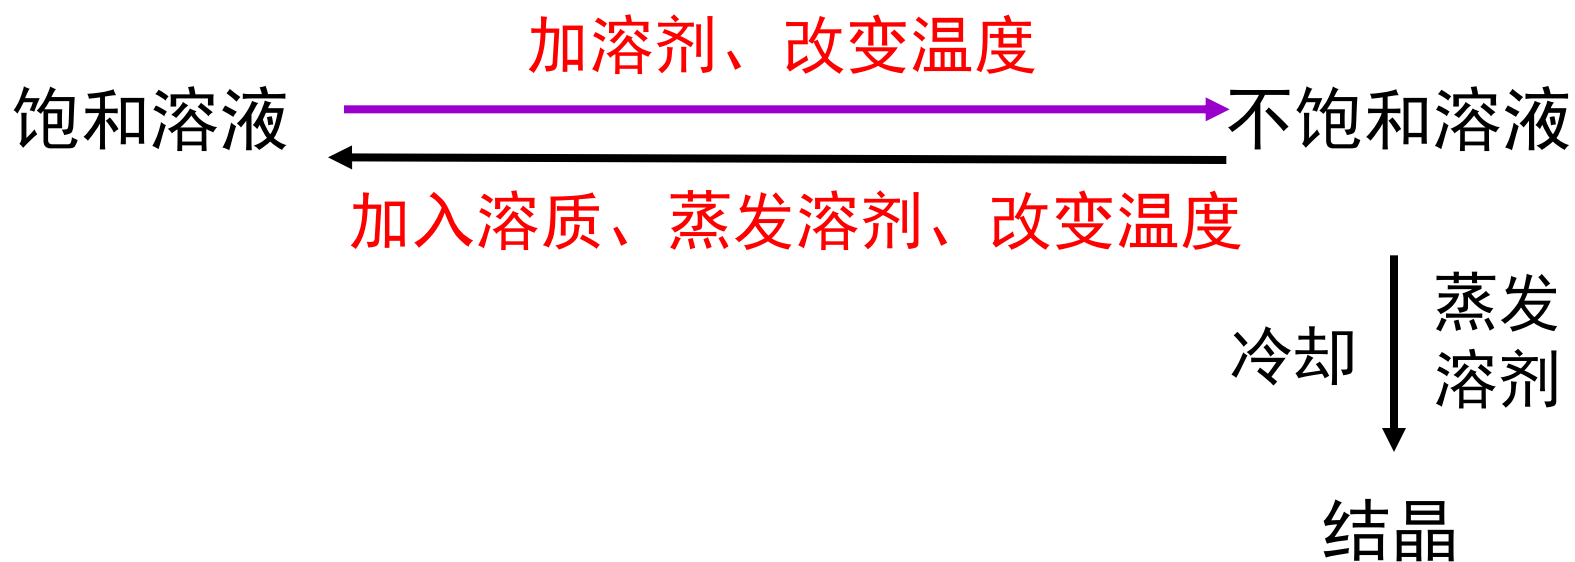 加溶剂、改变温度
饱和溶液
不饱和溶液
加入溶质、蒸发溶剂、改变温度
冷却
蒸发
溶剂
结晶